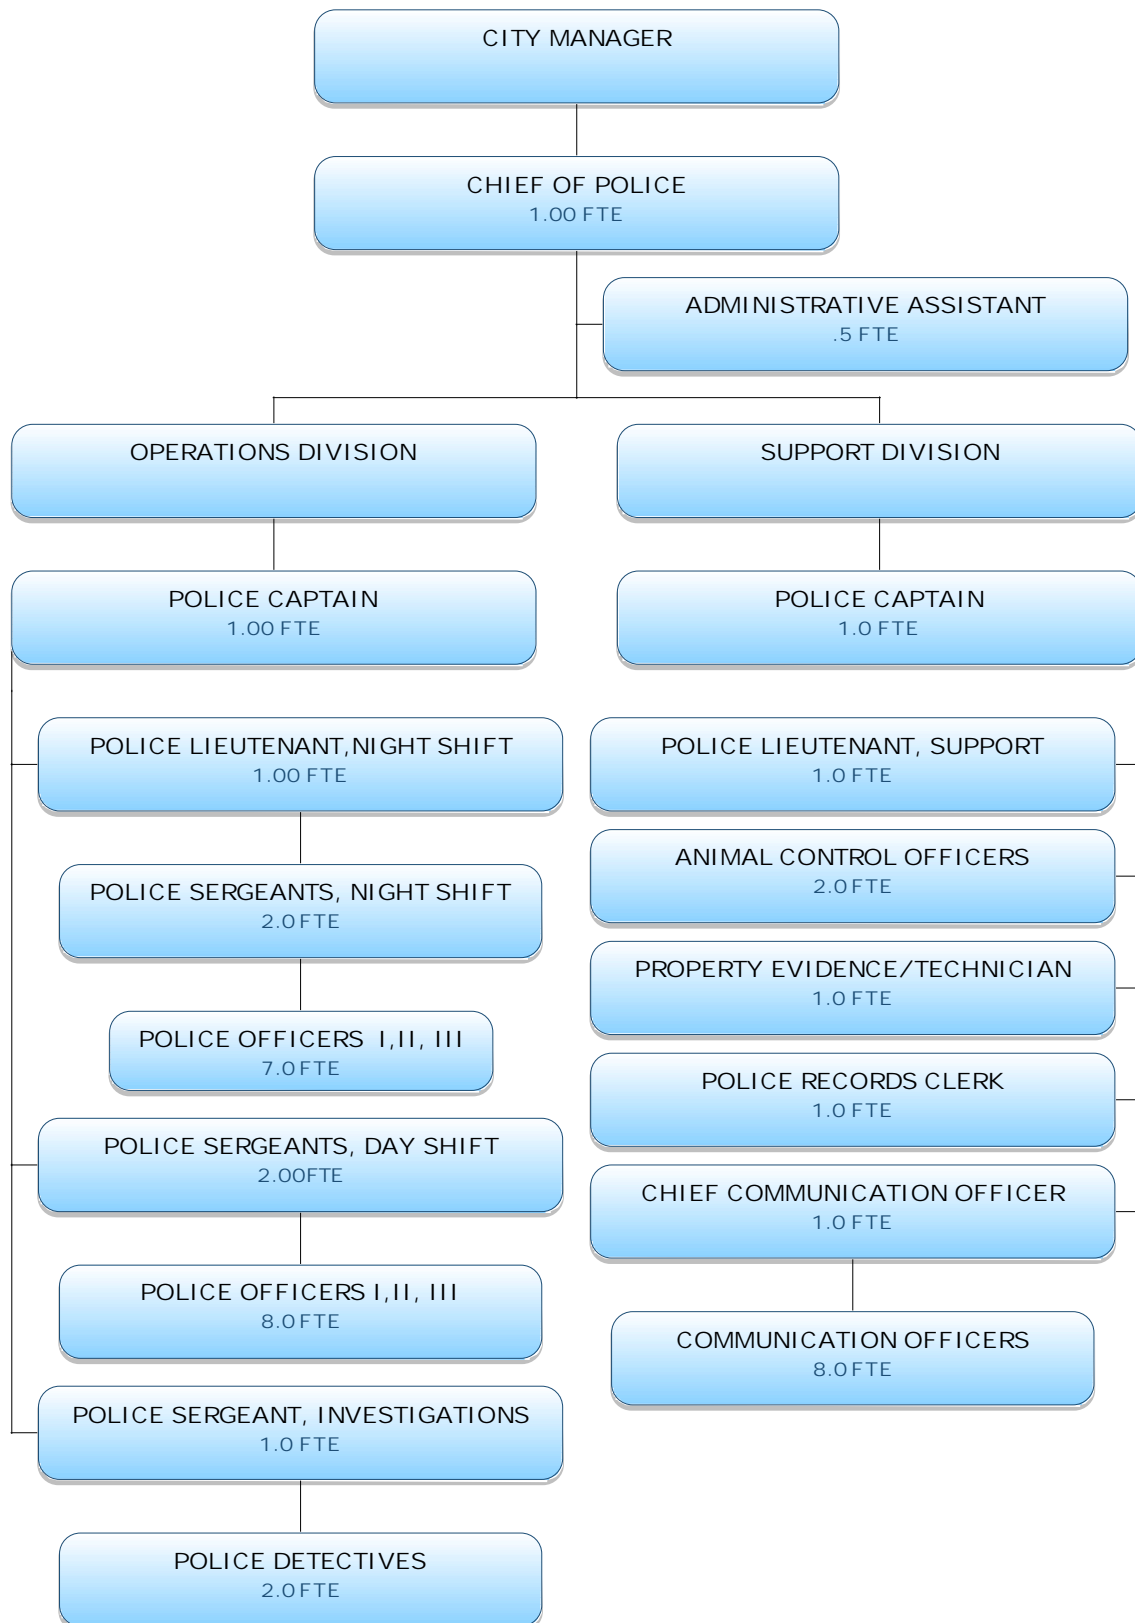 CITY MANAGER
CHIEF OF POLICE
1.00 FTE
ADMINISTRATIVE ASSISTANT
.5 FTE
OPERATIONS DIVISION
SUPPORT DIVISION
POLICE CAPTAIN
1.00 FTE
POLICE CAPTAIN
1.0 FTE
POLICE LIEUTENANT,NIGHT SHIFT
1.00 FTE
POLICE SERGEANTS, NIGHT SHIFT
2.0 FTE
POLICE OFFICERS I,II, III
7.0 FTE
POLICE SERGEANTS, DAY SHIFT
2.00FTE
POLICE OFFICERS I,II, III
8.0 FTE
POLICE SERGEANT, INVESTIGATIONS
1.0 FTE
POLICE DETECTIVES
2.0 FTE
POLICE LIEUTENANT, SUPPORT
1.0 FTE
ANIMAL CONTROL OFFICERS
2.0 FTE
PROPERTY EVIDENCE/TECHNICIAN
1.0 FTE
POLICE RECORDS CLERK
1.0 FTE
CHIEF COMMUNICATION OFFICER
1.0 FTE
COMMUNICATION OFFICERS
8.0 FTE